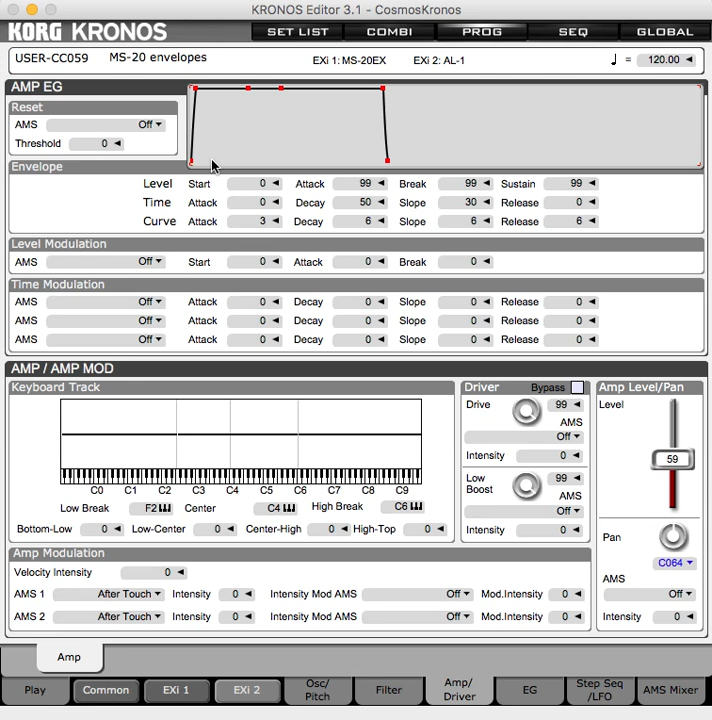 KRONOS Editor 3.1 - CosmosKronos
KORG KRONOS SET LIST COMBI PROG SEQ GLOBAL
USER-CC059 MS-20 envelopes EXi 1: MS-20EX EXi 2: AL-1 ♩ = 120.00
AMP EG
Reset
AMS Off
Threshold 0
Envelope
Level Start 0 Attack 99 Break 99 Sustain 99
Time Attack 0 Decay 50 Slope 30 Release 0
Curve Attack 3 Decay 6 Slope 6 Release 6
Level Modulation
AMS Off Start 0 Attack 0 Break 0
Time Modulation
AMS Off Attack 0 Decay 0 Slope 0 Release 0
AMS Off Attack 0 Decay 0 Slope 0 Release 0
AMS Off Attack 0 Decay 0 Slope 0 Release 0
AMP / AMP MOD
Keyboard Track
C0 C1 C2 C3 C4 C5 C6 C7 C8 C9
Low Break F2 Center C4 High Break C6
Bottom-Low 0 Low-Center 0 Center-High 0 High-Top 0
Driver Bypass
Drive 99
AMS
Off
Intensity 0
Low Boost 99
AMS
Off
Intensity 0
Amp Level/Pan
Level
59
Pan
C064
AMS
Off
Intensity 0
Amp Modulation
Velocity Intensity 0
AMS 1 After Touch Intensity 0 Intensity Mod AMS Off Mod.Intensity 0
AMS 2 After Touch Intensity 0 Intensity Mod AMS Off Mod.Intensity 0
Amp
Play Common EXi 1 EXi 2 Osc/ Pitch Filter Amp/ Driver EG Step Seq /LFO AMS Mixer